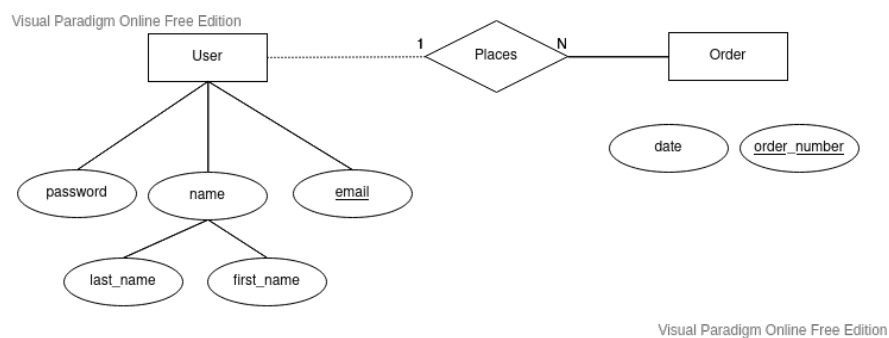 Visual Paradigm Online Free Edition
User
1
Places
N
Order
date
order_number
password
name
email
last_name
first_name
Visual Paradigm Online Free Edition